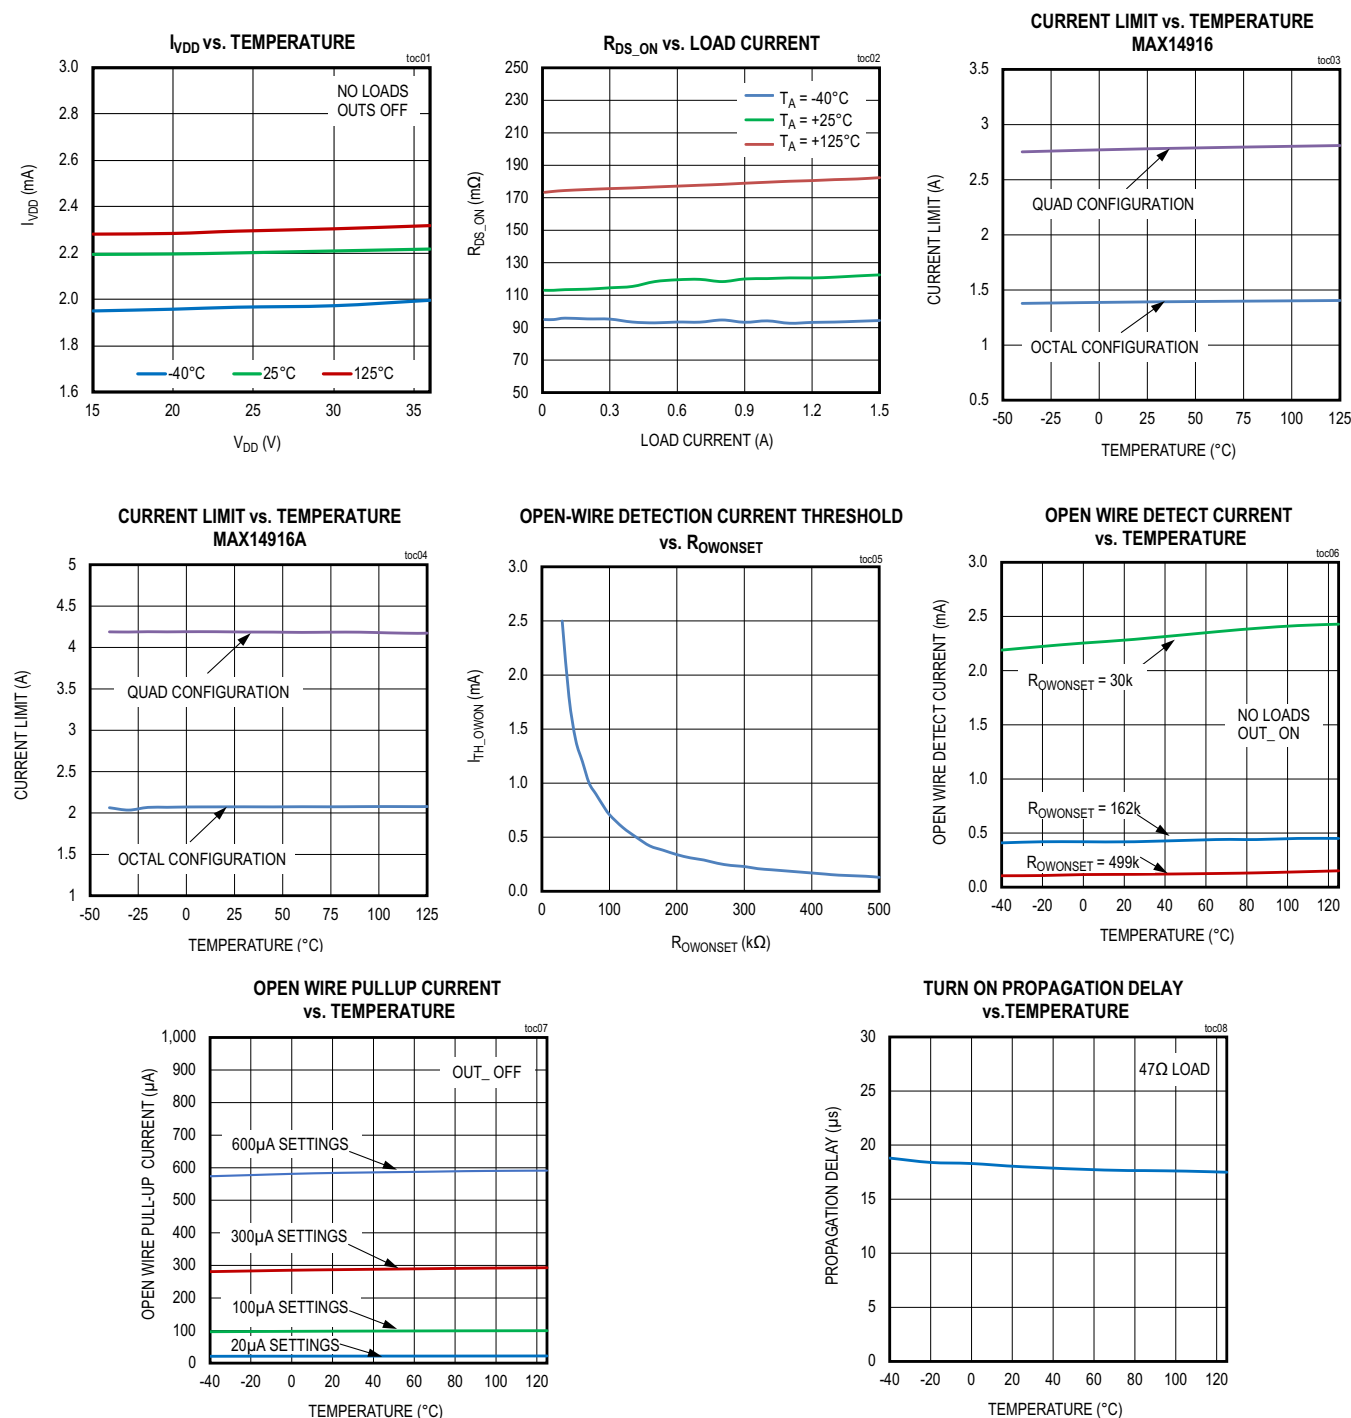 I_VDD vs. TEMPERATURE
toc01
3.0
2.8
2.6
2.4
2.2
2.0
1.8
1.6
I_VDD (mA)
NO LOADS
OUTS OFF
-40°C 25°C 125°C
15 20 25 30 35
V_DD (V)
R_DS_ON vs. LOAD CURRENT
toc02
250
230
210
190
170
150
130
110
90
70
50
R_DS_ON (mΩ)
T_A = -40°C
T_A = +25°C
T_A = +125°C
0 0.3 0.6 0.9 1.2 1.5
LOAD CURRENT (A)
CURRENT LIMIT vs. TEMPERATURE
MAX14916
toc03
3.5
3
2.5
2
1.5
1
0.5
CURRENT LIMIT (A)
QUAD CONFIGURATION
OCTAL CONFIGURATION
-50 -25 0 25 50 75 100 125
TEMPERATURE (°C)
CURRENT LIMIT vs. TEMPERATURE
MAX14916A
toc04
5
4.5
4
3.5
3
2.5
2
1.5
1
CURRENT LIMIT (A)
QUAD CONFIGURATION
OCTAL CONFIGURATION
-50 -25 0 25 50 75 100 125
TEMPERATURE (°C)
OPEN-WIRE DETECTION CURRENT THRESHOLD
vs. R_OWONSET
toc05
3.0
2.5
2.0
1.5
1.0
0.5
0.0
I_TH_OWON (mA)
0 100 200 300 400 500
R_OWONSET (kΩ)
OPEN WIRE DETECT CURRENT
vs. TEMPERATURE
toc06
3.0
2.5
2.0
1.5
1.0
0.5
0.0
OPEN WIRE DETECT CURRENT (mA)
R_OWONSET = 30k
NO LOADS
OUT_ ON
R_OWONSET = 162k
R_OWONSET = 499k
-40 -20 0 20 40 60 80 100 120
TEMPERATURE (°C)
OPEN WIRE PULLUP CURRENT
vs. TEMPERATURE
toc07
1,000
900
800
700
600
500
400
300
200
100
0
OPEN WIRE PULL-UP CURRENT (µA)
OUT_ OFF
600µA SETTINGS
300µA SETTINGS
100µA SETTINGS
20µA SETTINGS
-40 -20 0 20 40 60 80 100 120
TEMPERATURE (°C)
TURN ON PROPAGATION DELAY
vs.TEMPERATURE
toc08
30
25
20
15
10
5
0
PROPAGATION DELAY (µs)
47Ω LOAD
-40 -20 0 20 40 60 80 100 120
TEMPERATURE (°C)